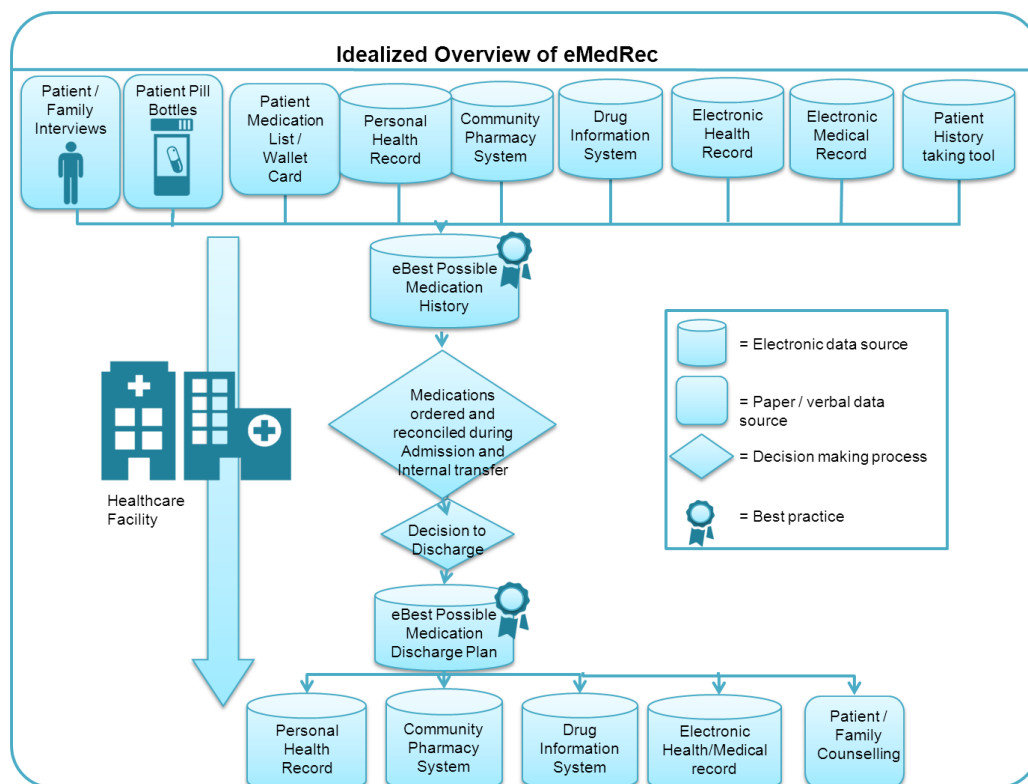 Idealized Overview of eMedRec
Patient /
Family
Interviews
Patient Pill
Bottles
Patient
Medication
List /
Wallet
Card
Personal
Health
Record
Community
Pharmacy
System
Drug
Information
System
Electronic
Health
Record
Electronic
Medical
Record
Patient
History
taking tool
eBest Possible
Medication
History
= Electronic data source
= Paper / verbal data
source
= Decision making process
= Best practice
Medications
ordered and
reconciled during
Admission and
Internal transfer
Healthcare
Facility
Decision to
Discharge
eBest Possible
Medication
Discharge Plan
Personal
Health
Record
Community
Pharmacy
System
Drug
Information
System
Electronic
Health/Medical
record
Patient /
Family
Counselling